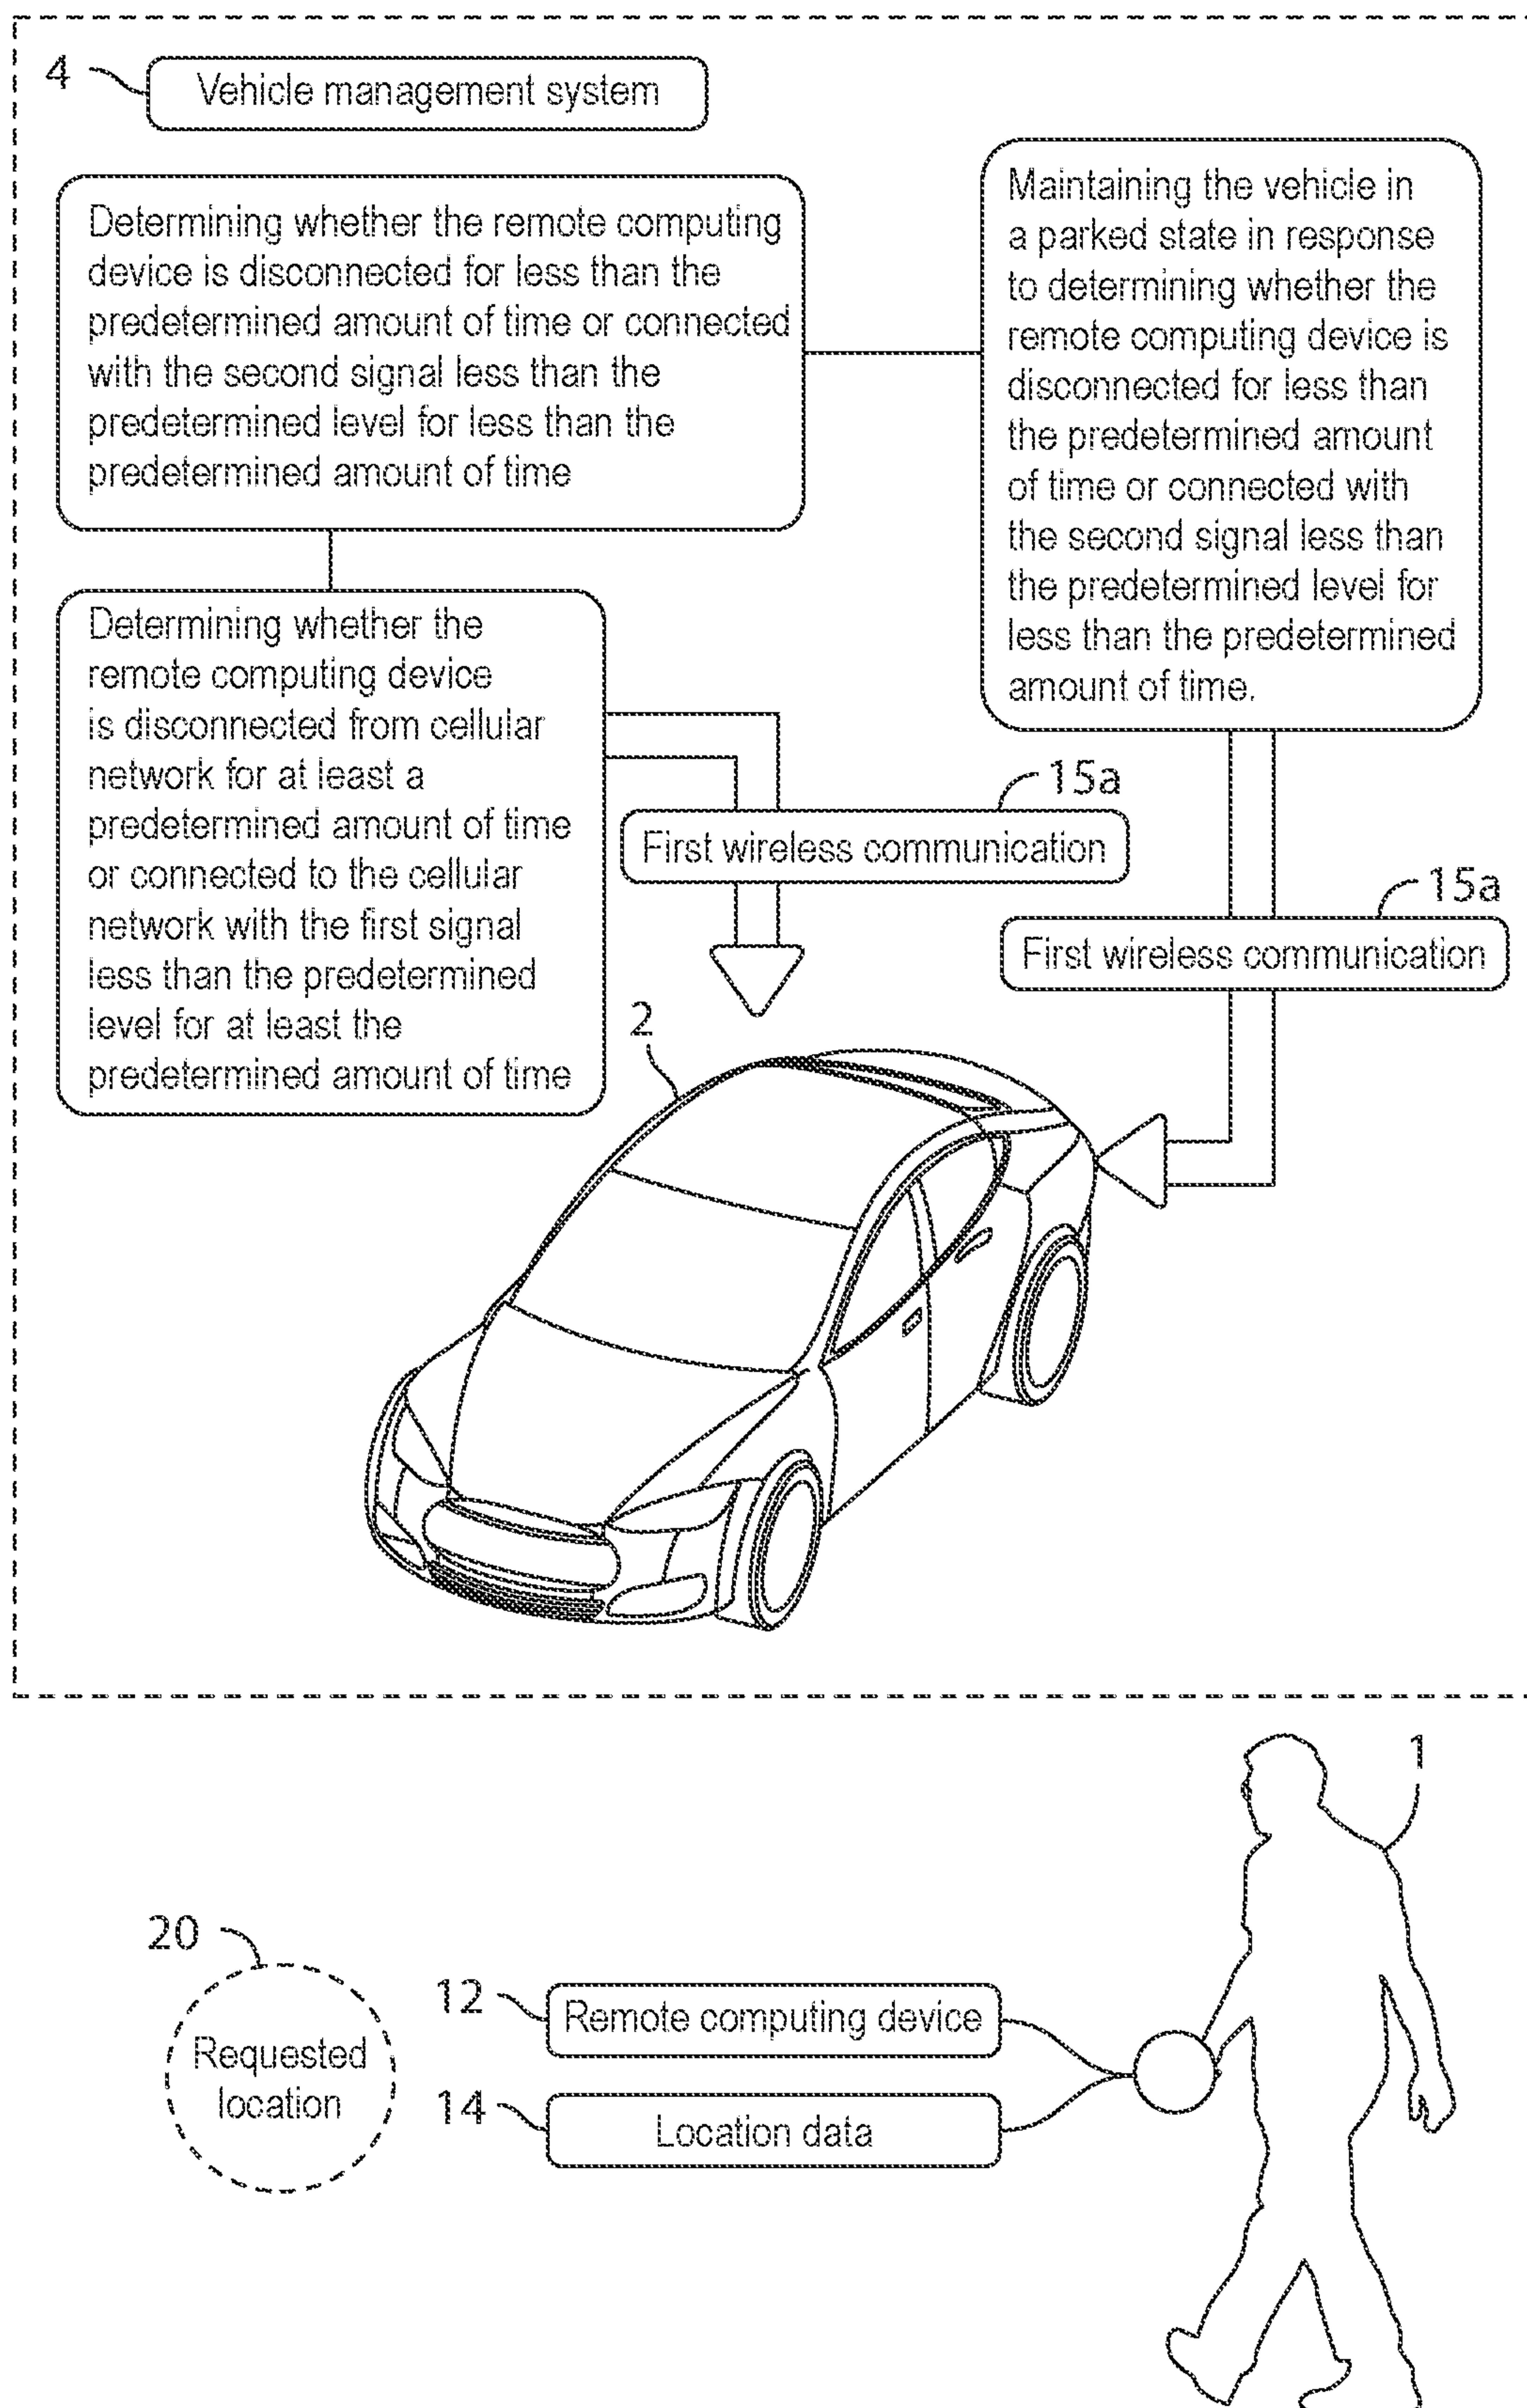 4
Vehicle management system
Determining whether the remote computing
device is disconnected for less than the
predetermined amount of time or connected
with the second signal less than the
predetermined level for less than the
predetermined amount of time
Maintaining the vehicle in
a parked state in response
to determining whether the
remote computing device is
disconnected for less than
the predetermined amount
of time or connected with
the second signal less than
the predetermined level for
less than the predetermined
amount of time.
Determining whether the
remote computing device
is disconnected from cellular
network for at least a
predetermined amount of time
or connected to the cellular
network with the first signal
less than the predetermined
level for at least the
predetermined amount of time
15a
First wireless communication
15a
First wireless communication
2
1
20
Requested
location
12
Remote computing device
14
Location data